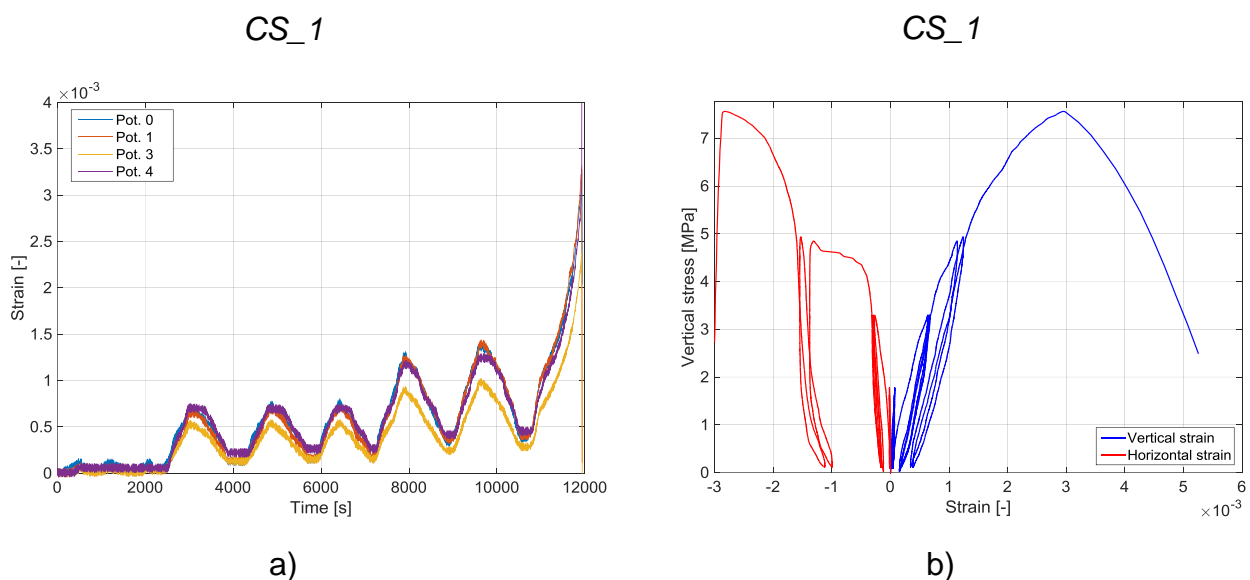 CS_1
×10⁻³
4
3.5
3
2.5
2
1.5
1
0.5
0
Strain [-]
Pot. 0
Pot. 1
Pot. 3
Pot. 4
0 2000 4000 6000 8000 10000 12000
Time [s]
a)
CS_1
7
6
5
4
3
2
1
0
Vertical stress [MPa]
Vertical strain
Horizontal strain
-3 -2 -1 0 1 2 3 4 5 6
Strain [-]
×10⁻³
b)